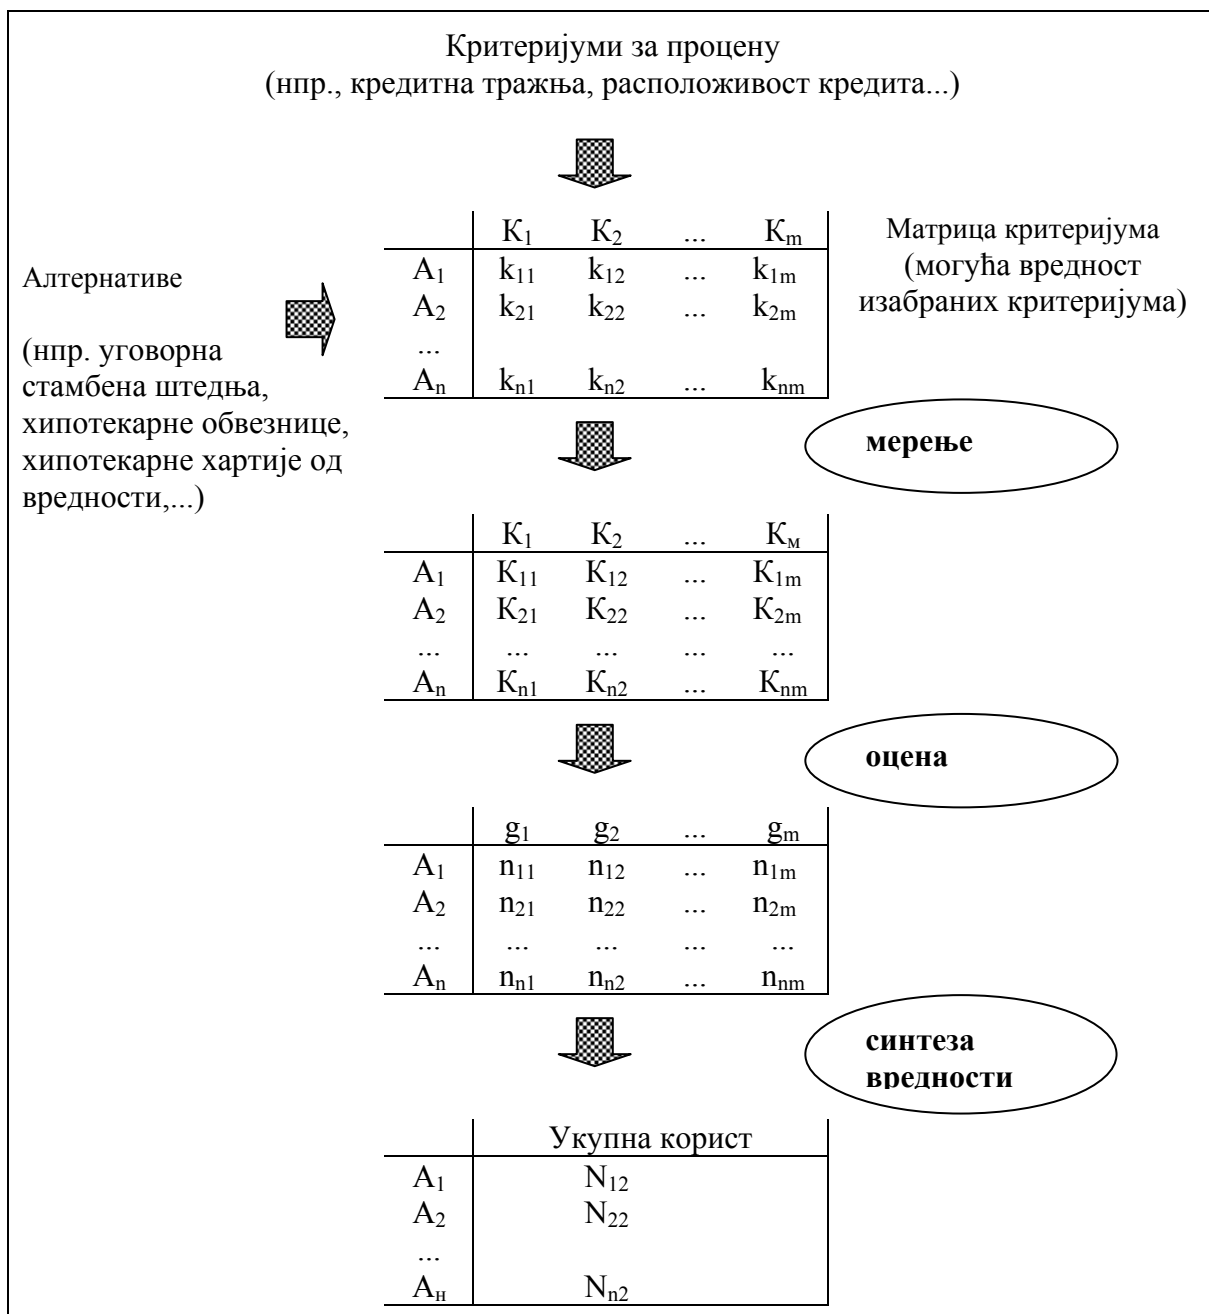 Критеријуми за процену
(нпр., кредитна тражња, расположивост кредита...)
К₁ К₂ ... Кₘ
А₁ k₁₁ k₁₂ ... k₁ₘ
А₂ k₂₁ k₂₂ ... k₂ₘ
...
Аₙ kₙ₁ kₙ₂ ... kₙₘ
Матрица критеријума
(могућа вредност
изабраних критеријума)
Алтернативе
(нпр. уговорна
стамбена штедња,
хипотекарне обвезнице,
хипотекарне хартије од
вредности,...)
мерење
К₁ К₂ ... Км
А₁ К₁₁ К₁₂ ... К₁ₘ
А₂ К₂₁ К₂₂ ... К₂ₘ
... ... ... ... ...
Аₙ Кₙ₁ Кₙ₂ ... Кₙₘ
оцена
g₁ g₂ ... gₘ
А₁ n₁₁ n₁₂ ... n₁ₘ
А₂ n₂₁ n₂₂ ... n₂ₘ
... ... ... ... ...
Аₙ nₙ₁ nₙ₂ ... nₙₘ
синтеза
вредности
Укупна корист
А₁ N₁₂
А₂ N₂₂
...
Ан Nₙ₂